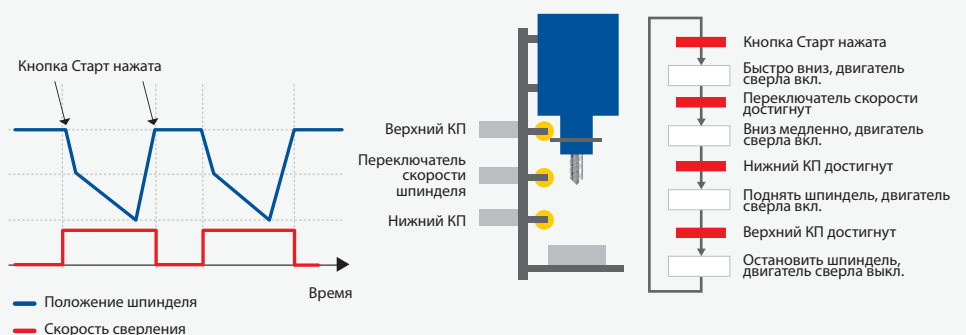 Кнопка Старт нажата
Время
Положение шпинделя
Скорость сверления
Верхний КП
Переключатель
скорости
шпинделя
Нижний КП
Кнопка Старт нажата
Быстро вниз, двигатель
сверла вкл.
Переключатель скорости
достигнут
Вниз медленно, двигатель
сверла вкл.
Нижний КП достигнут
Поднять шпиндель, двигатель
сверла вкл.
Верхний КП достигнут
Остановить шпиндель,
двигатель сверла выкл.